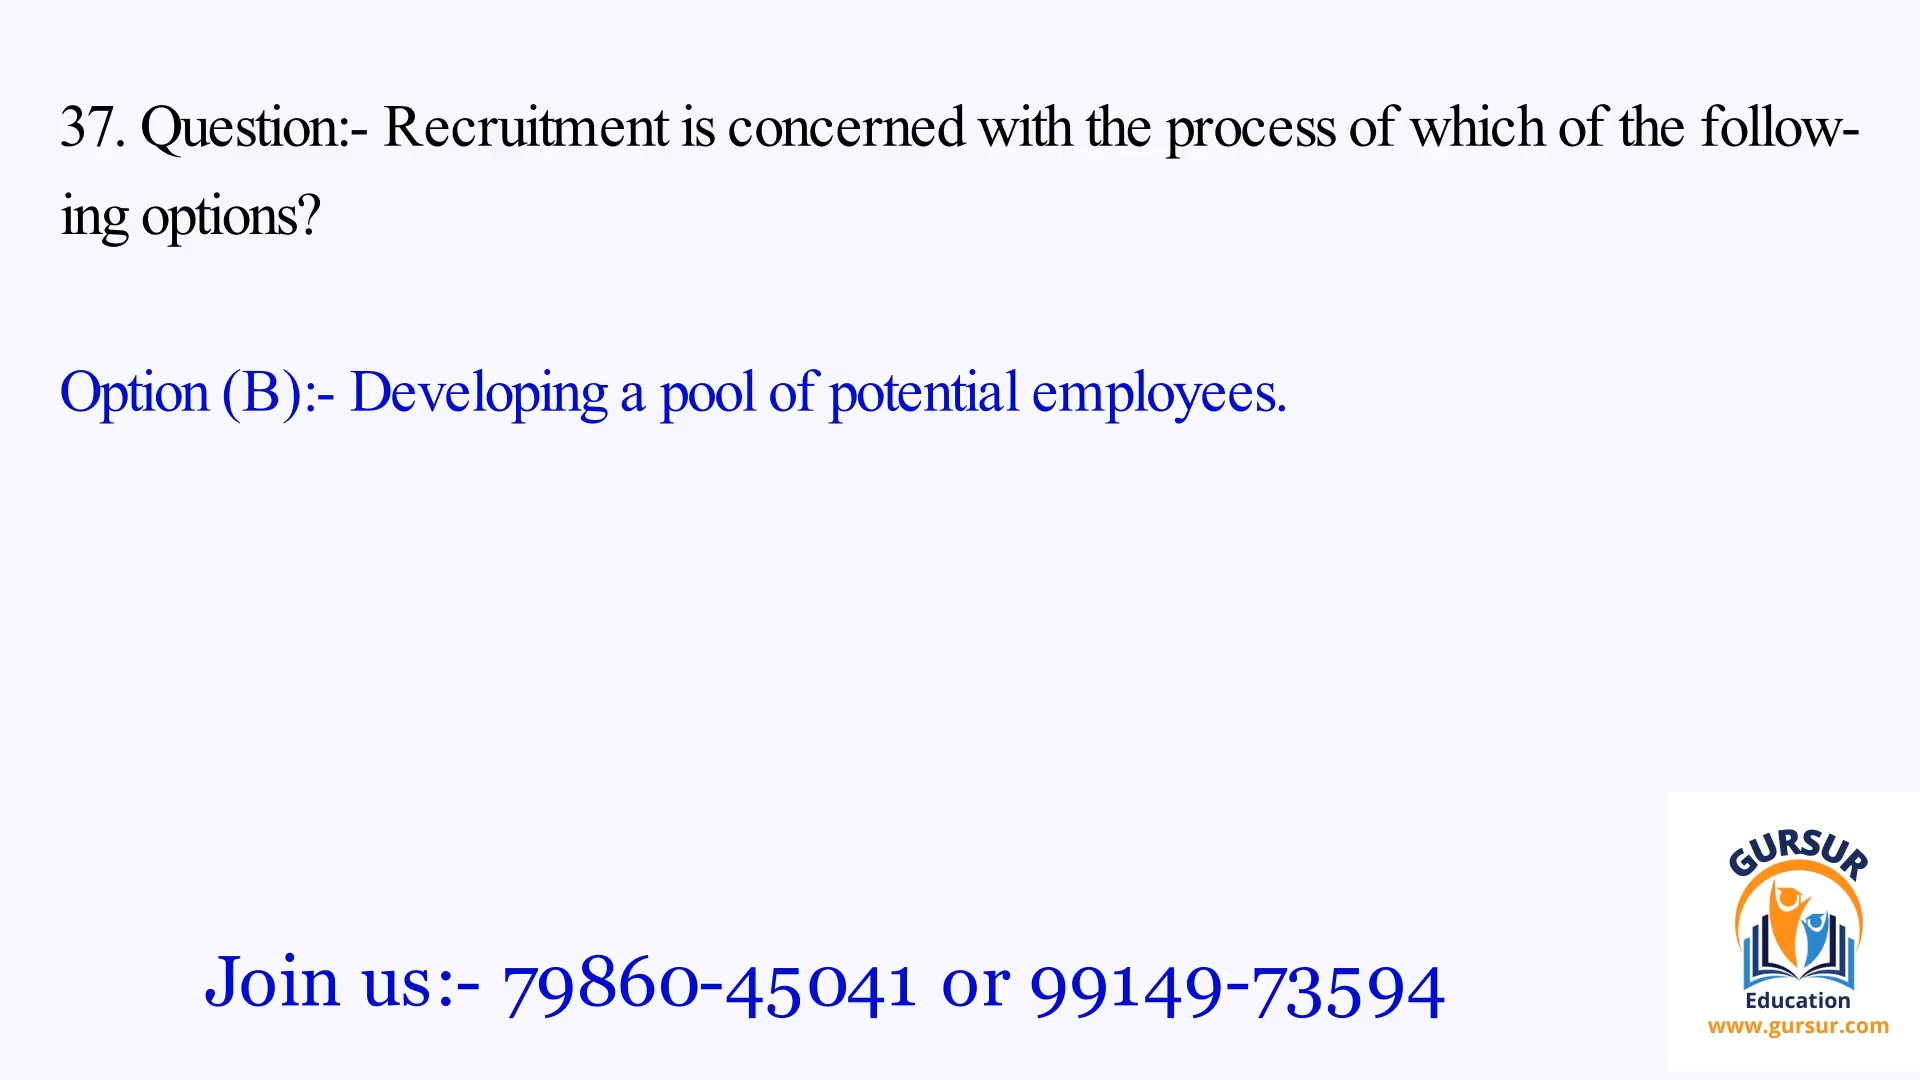 37. Question:- Recruitment is concerned with the process of which of the follow-
ing options?
Option (B):- Developing a pool of potential employees.
Join us:- 79860-45041 or 99149-73594
GURSUR
Education
www.gursur.com